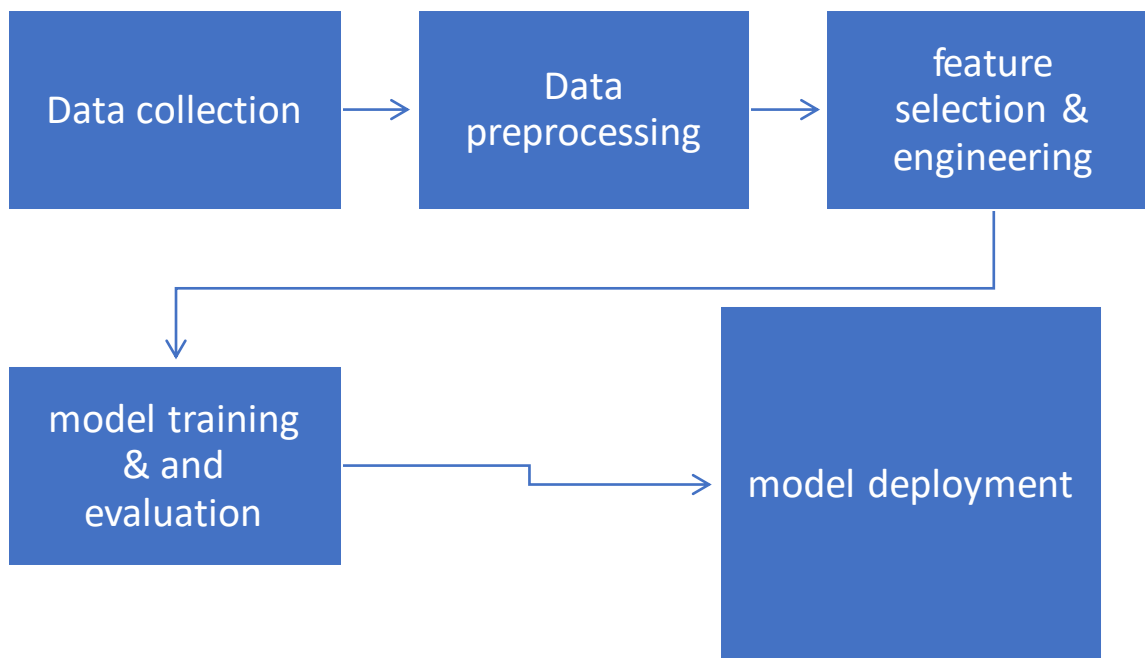 Data collection
Data
preprocessing
feature
selection &
engineering
model training
& and
evaluation
model deployment